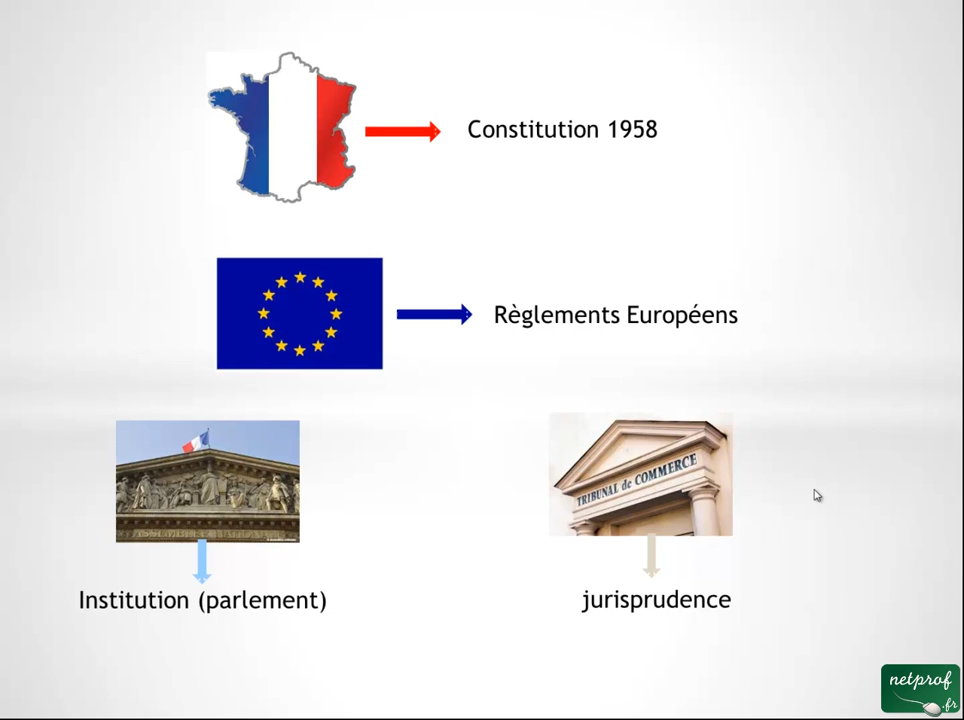 Constitution 1958
Règlements Européens
TRIBUNAL de COMMERCE
Institution (parlement)
jurisprudence
netprof
.fr